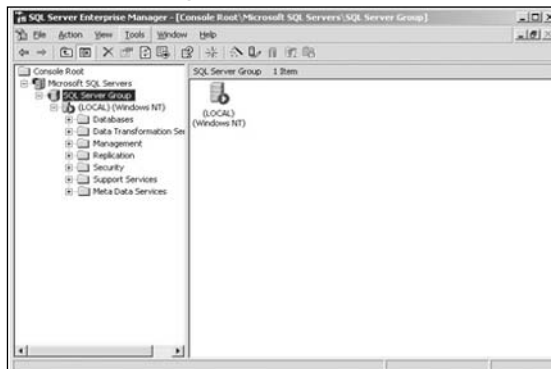 SQL Server Enterprise Manager - [Console Root\Microsoft SQL Servers\SQL Server Group]
File Action View Tools Window Help
Console Root
Microsoft SQL Servers
SQL Server Group
(LOCAL) (Windows NT)
Databases
Data Transformation Ser
Management
Replication
Security
Support Services
Meta Data Services
SQL Server Group 1 Item
(LOCAL)
(Windows NT)